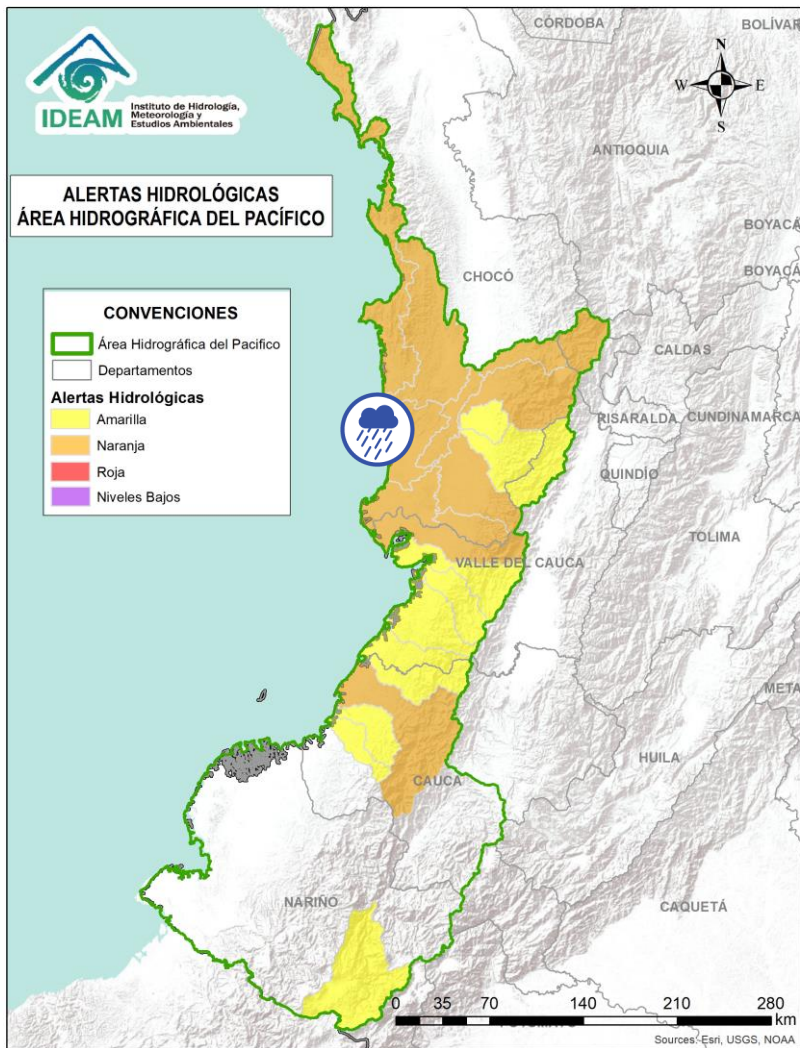 CÓRDOBA
BOLÍVAR
N
W
E
S
IDEAM
Instituto de Hidrología,
Meteorología y
Estudios Ambientales
ANTIOQUIA
ALERTAS HIDROLÓGICAS
ÁREA HIDROGRÁFICA DEL PACÍFICO
BOYACÁ
BOYACÁ
CHOCÓ
CONVENCIONES
Área Hidrográfica del Pacifico
Departamentos
Alertas Hidrológicas
Amarilla
Naranja
Roja
Niveles Bajos
CALDAS
RISARALDA
CUNDINAMARCA
QUINDÍO
TOLIMA
VALLE DEL CAUCA
META
HUILA
CAUCA
NARIÑO
CAQUETÁ
0 35 70 140 210 280
km
Sources: Esri, USGS, NOAA